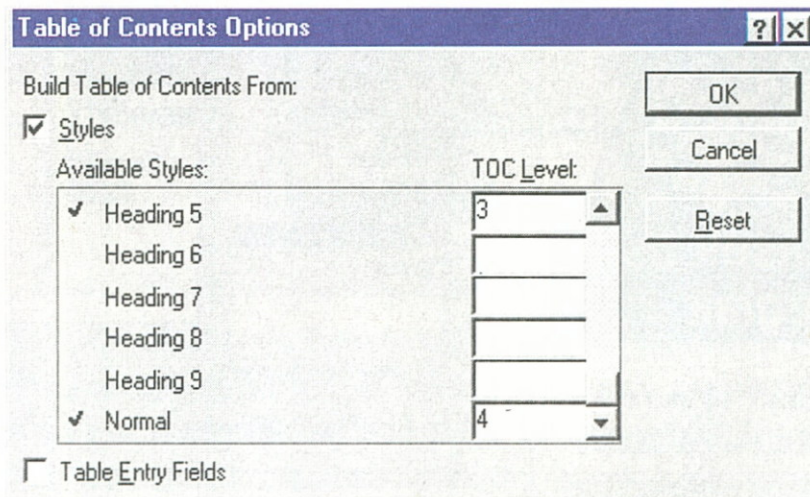 Table of Contents Options
Build Table of Contents From:
Styles
Available Styles: TOC Level:
Heading 5 3
Heading 6
Heading 7
Heading 8
Heading 9
Normal 4
Table Entry Fields
OK
Cancel
Reset